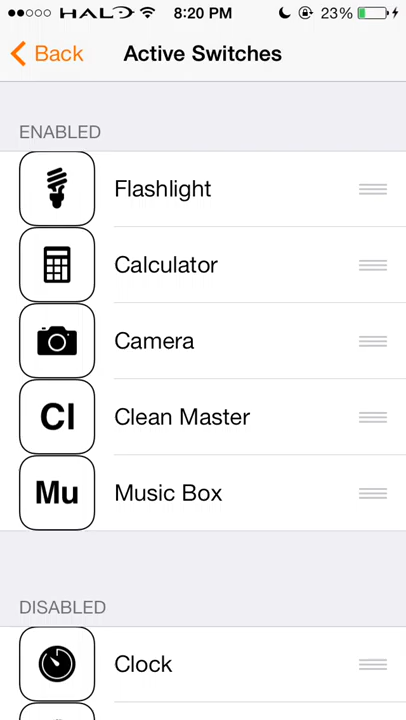 HALO 8:20 PM 23%
Back Active Switches
ENABLED
Flashlight
Calculator
Camera
Cl Clean Master
Mu Music Box
DISABLED
Clock